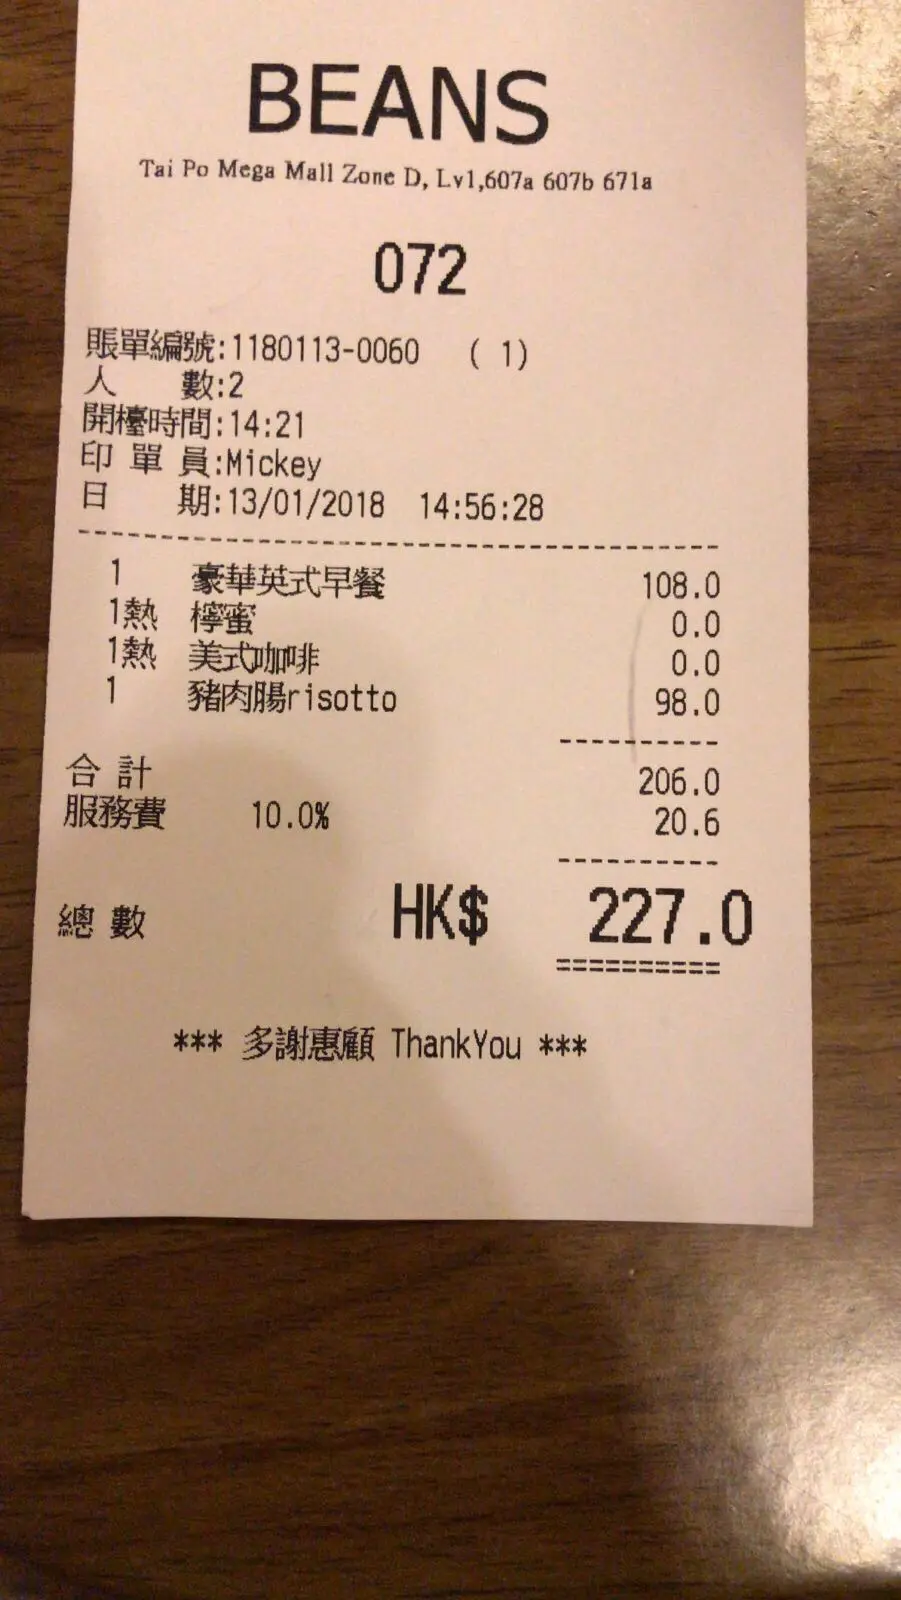 BEANS
Tai Po Mega Mall Zone D, Lv1,607a 607b 671a
072
賬單編號:1180113-0060 ( 1)
人 數:2
開檯時間:14:21
印 單 員:Mickey
日 期:13/01/2018 14:56:28
1 豪華英式早餐 108.0
1熱 檸蜜 0.0
1熱 美式咖啡 0.0
1 豬肉腸risotto 98.0
合 計 206.0
服務費 10.0% 20.6
總 數 HK$ 227.0
==========
*** 多謝惠顧 ThankYou ***